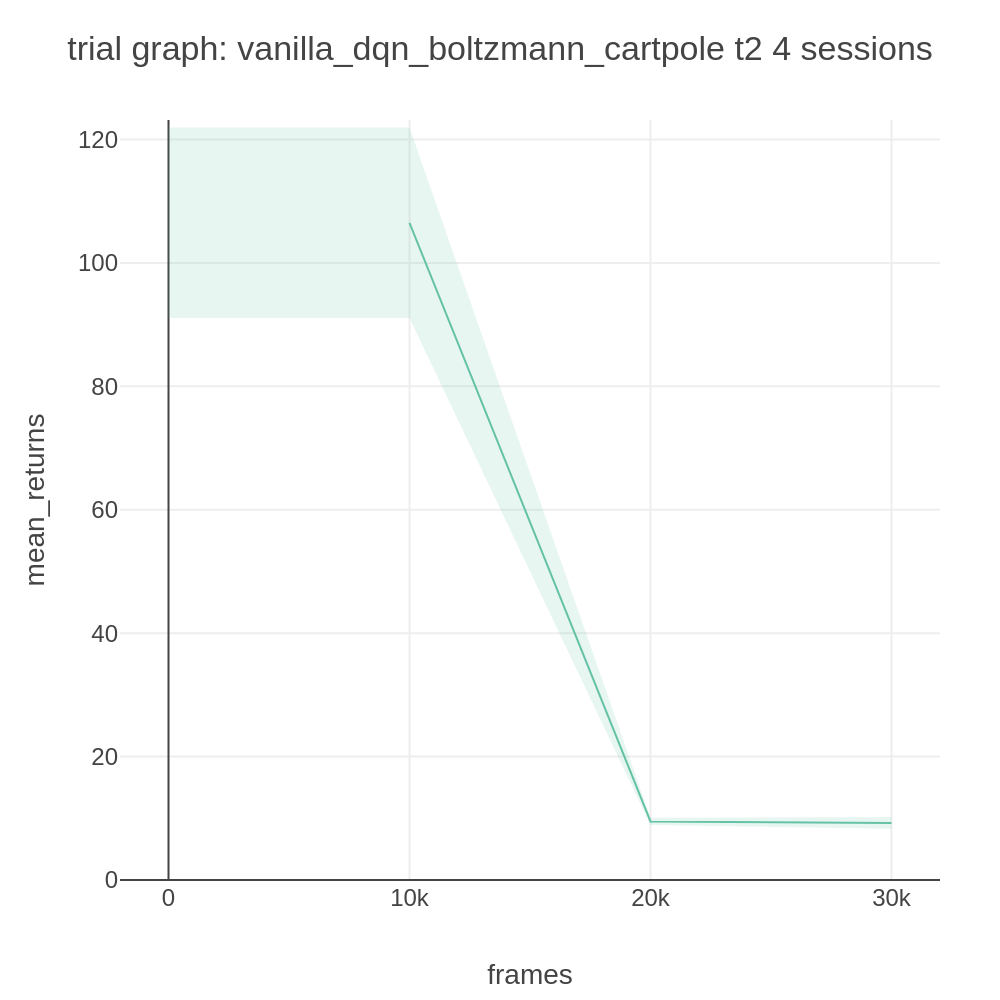 trial graph: vanilla_dqn_boltzmann_cartpole t2 4 sessions
120
100
80
60
40
20
0
mean_returns
0 10k 20k 30k
frames